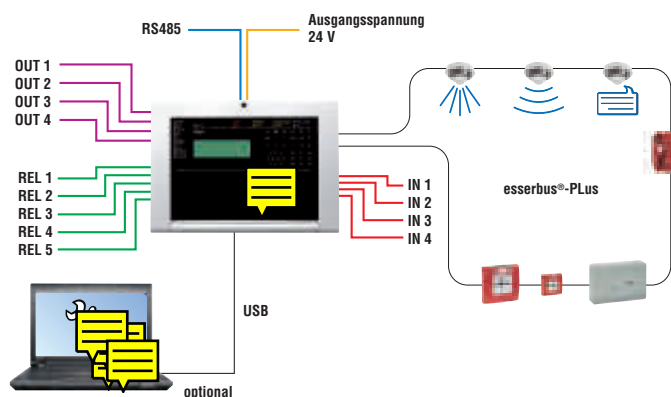 RS485
Ausgangsspannung
24 V
OUT 1
OUT 2
OUT 3
OUT 4
REL 1
REL 2
REL 3
REL 4
REL 5
IN 1
IN 2
IN 3
IN 4
esserbus®-PLus
USB
optional